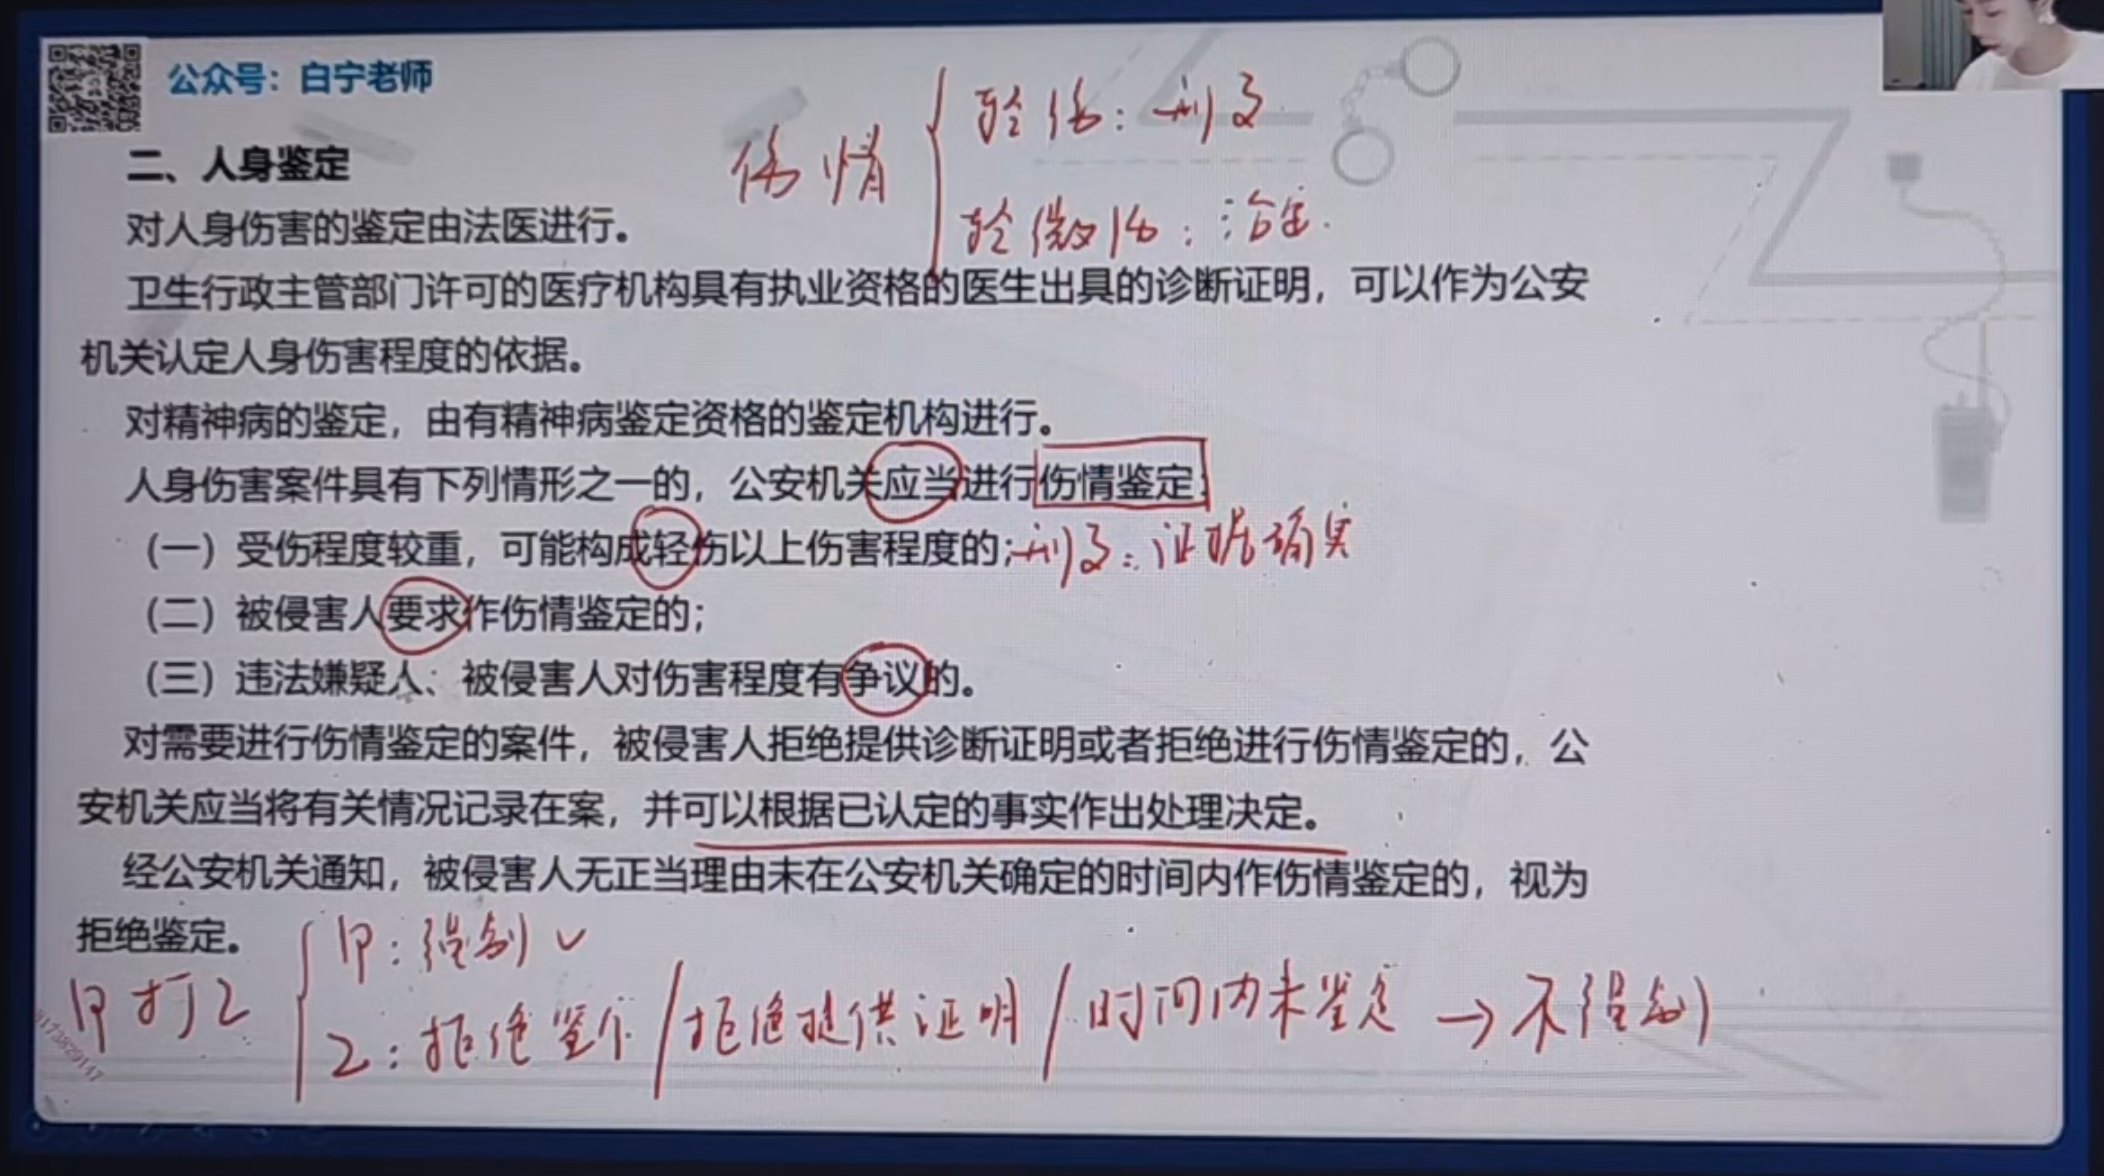 公众号：白宁老师
伤情
轻伤：刑事
轻微伤：治安.
二、人身鉴定
对人身伤害的鉴定由法医进行。
卫生行政主管部门许可的医疗机构具有执业资格的医生出具的诊断证明，可以作为公安
机关认定人身伤害程度的依据。
对精神病的鉴定，由有精神病鉴定资格的鉴定机构进行。
人身伤害案件具有下列情形之一的，公安机关应当进行伤情鉴定：
（一）受伤程度较重，可能构成轻伤以上伤害程度的；刑事：证据确实
（二）被侵害人要求作伤情鉴定的；
（三）违法嫌疑人、被侵害人对伤害程度有争议的。
对需要进行伤情鉴定的案件，被侵害人拒绝提供诊断证明或者拒绝进行伤情鉴定的，公
安机关应当将有关情况记录在案，并可以根据已认定的事实作出处理决定。
经公安机关通知，被侵害人无正当理由未在公安机关确定的时间内作伤情鉴定的，视为
拒绝鉴定。
甲打乙
甲：强制 ✓
乙：拒绝鉴定/拒绝提供证明/时间内未鉴定→不强制